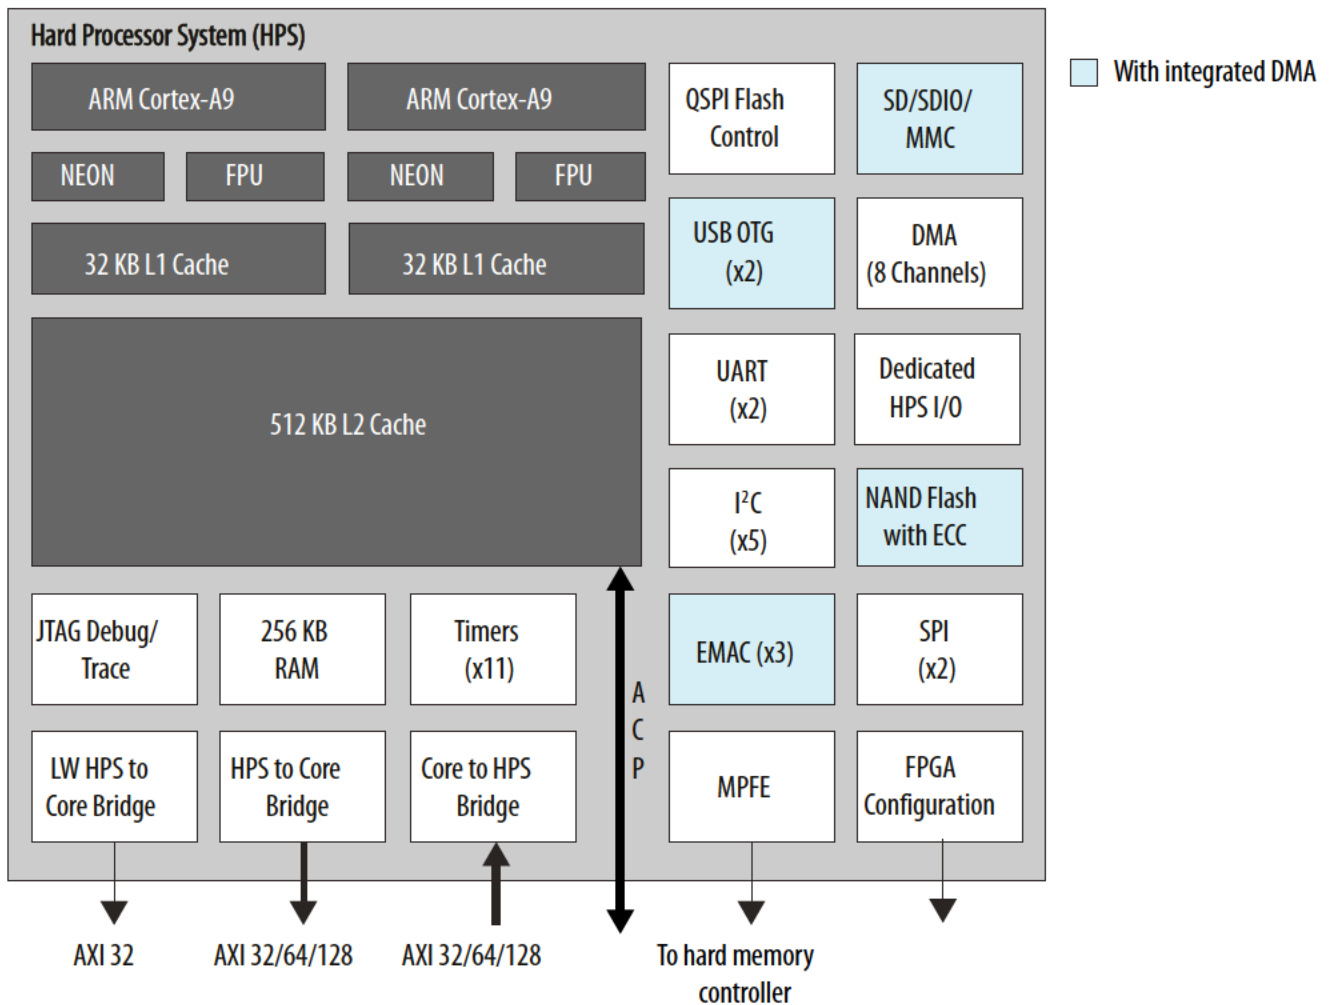 Hard Processor System (HPS)
ARM Cortex-A9
ARM Cortex-A9
NEON
FPU
NEON
FPU
32 KB L1 Cache
32 KB L1 Cache
512 KB L2 Cache
JTAG Debug/
Trace
256 KB
RAM
Timers
(x11)
LW HPS to
Core Bridge
HPS to Core
Bridge
Core to HPS
Bridge
A
C
P
QSPI Flash
Control
SD/SDIO/
MMC
USB OTG
(x2)
DMA
(8 Channels)
UART
(x2)
Dedicated
HPS I/O
I²C
(x5)
NAND Flash
with ECC
EMAC (x3)
SPI
(x2)
MPFE
FPGA
Configuration
AXI 32
AXI 32/64/128
AXI 32/64/128
To hard memory
controller
With integrated DMA